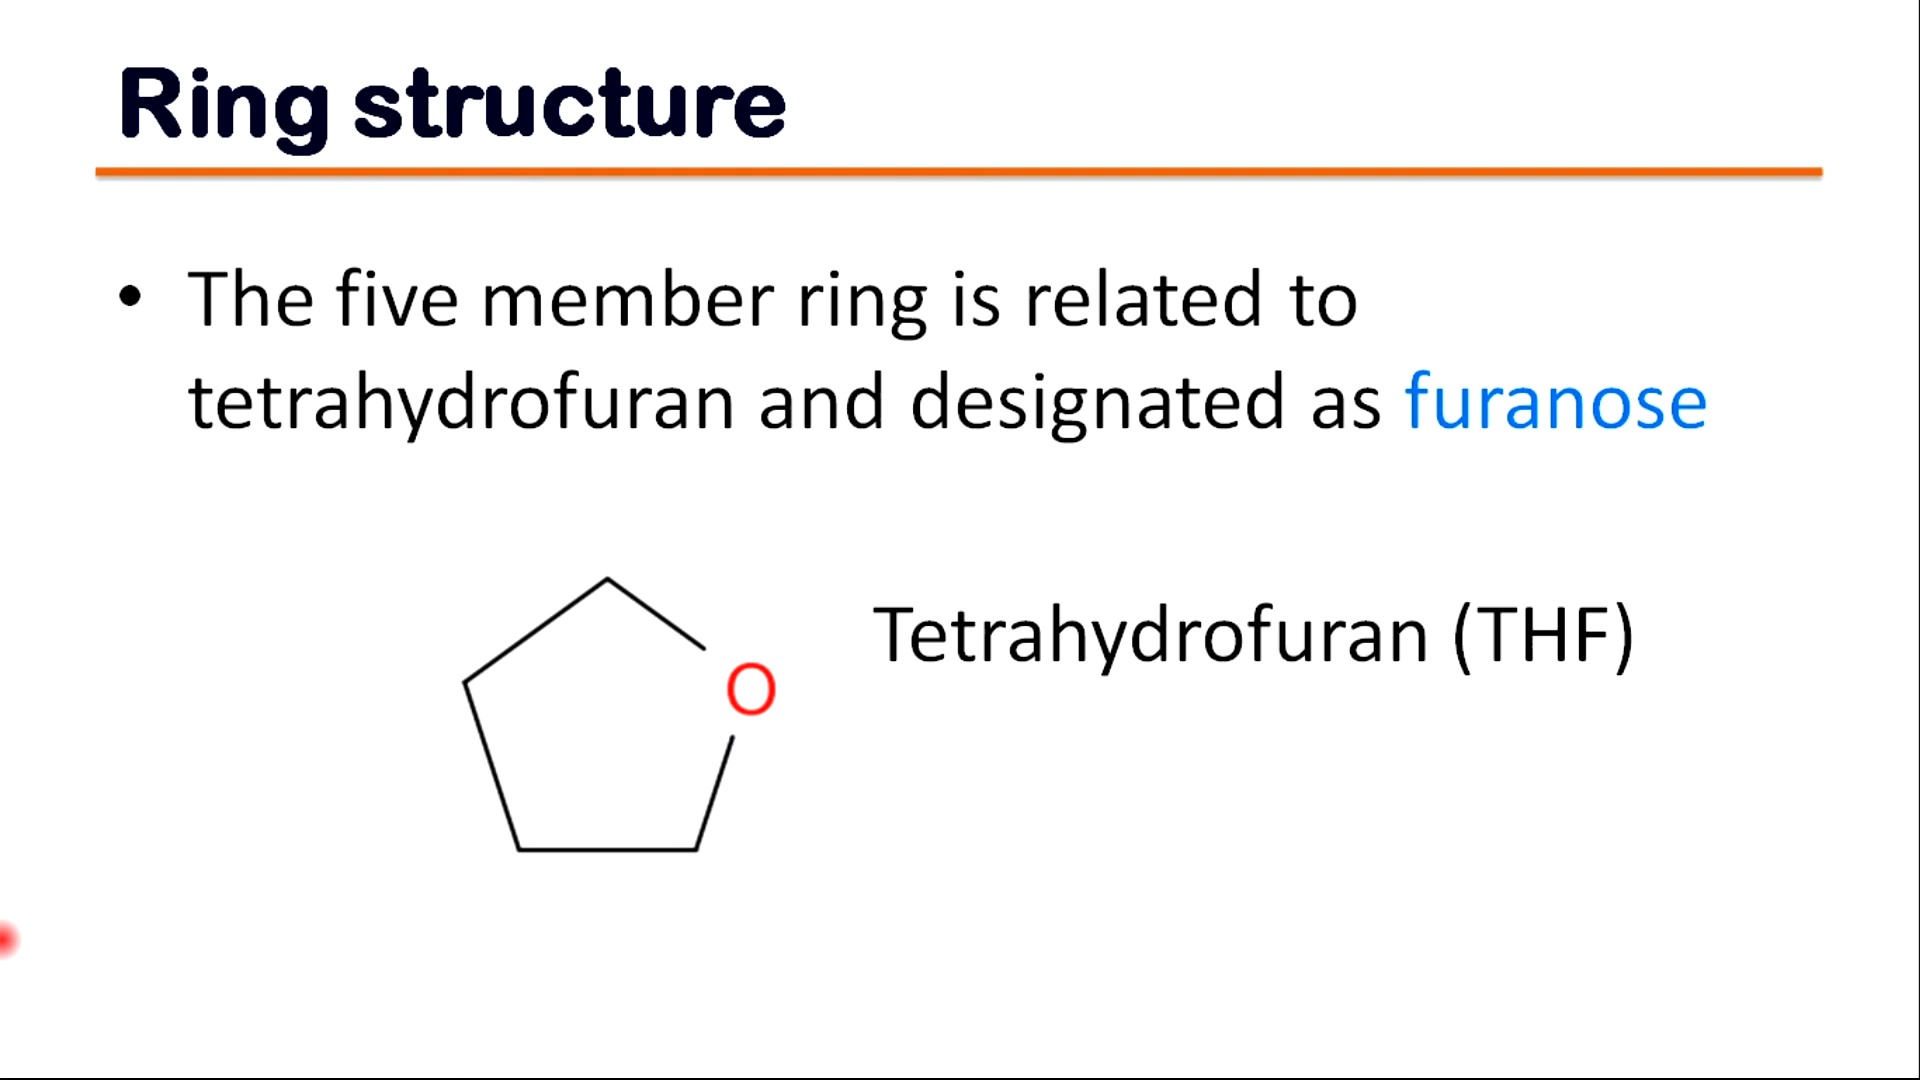 Ring structure
• The five member ring is related to
tetrahydrofuran and designated as furanose
Tetrahydrofuran (THF)
O